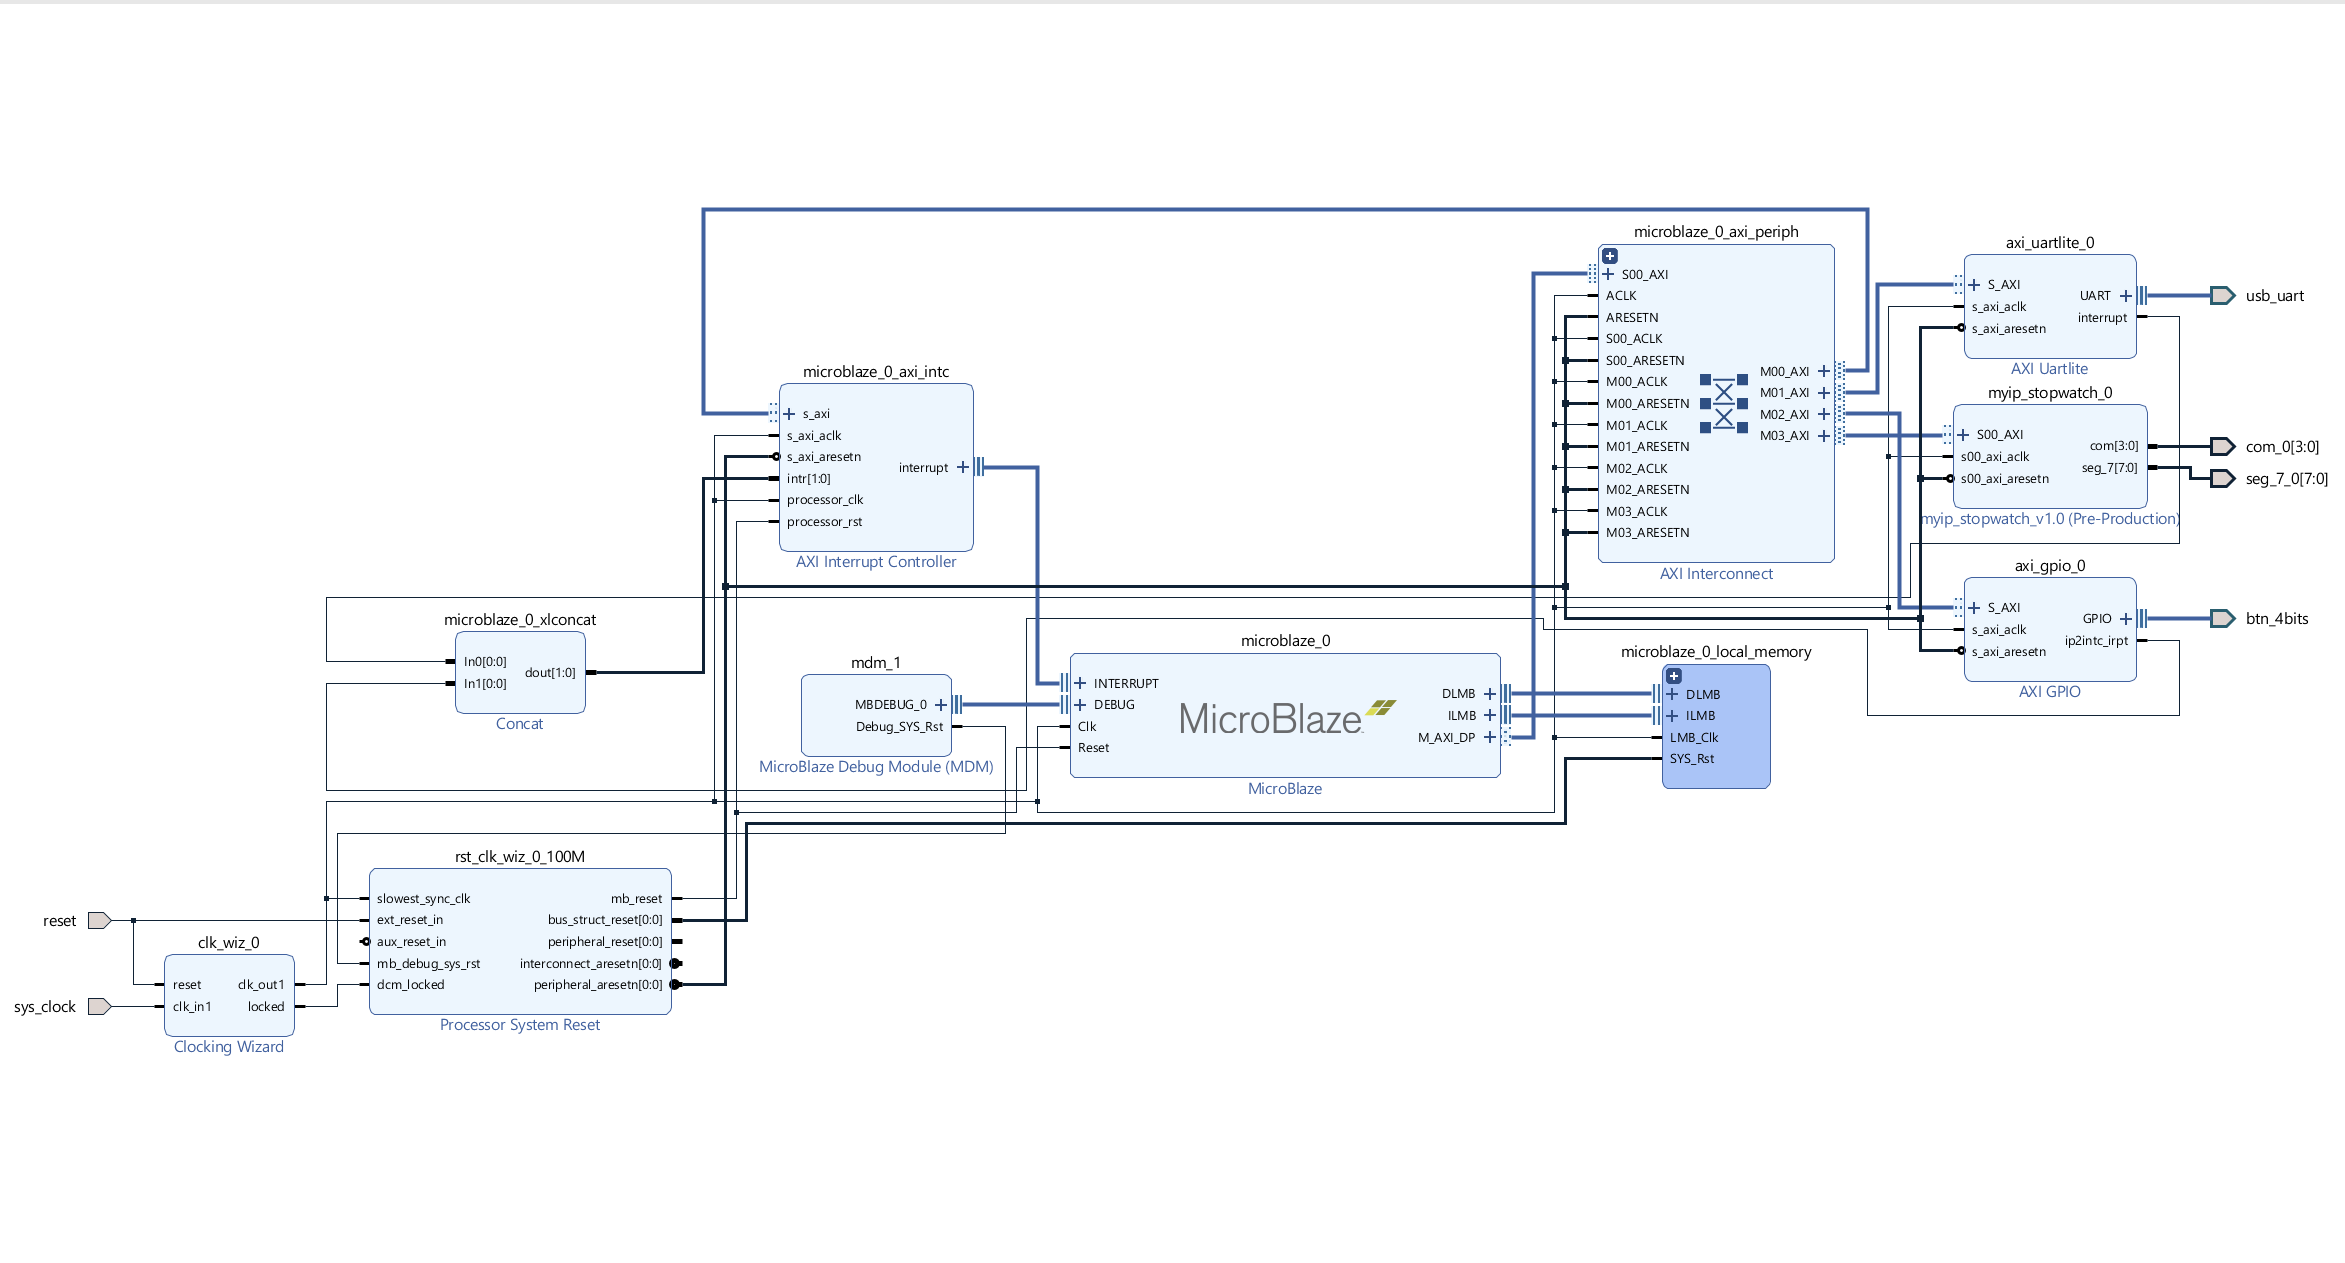 microblaze_0_axi_periph
S00_AXI
ACLK
ARESETN
S00_ACLK
S00_ARESETN
M00_ACLK
M00_ARESETN
M01_ACLK
M01_ARESETN
M02_ACLK
M02_ARESETN
M03_ACLK
M03_ARESETN
M00_AXI
M01_AXI
M02_AXI
M03_AXI
AXI Interconnect
axi_uartlite_0
S_AXI
s_axi_aclk
s_axi_aresetn
UART
interrupt
AXI Uartlite
usb_uart
myip_stopwatch_0
S00_AXI
s00_axi_aclk
s00_axi_aresetn
com[3:0]
seg_7[7:0]
myip_stopwatch_v1.0 (Pre-Production)
com_0[3:0]
seg_7_0[7:0]
axi_gpio_0
S_AXI
s_axi_aclk
s_axi_aresetn
GPIO
ip2intc_irpt
AXI GPIO
btn_4bits
microblaze_0_axi_intc
s_axi
s_axi_aclk
s_axi_aresetn
intr[1:0]
processor_clk
processor_rst
interrupt
AXI Interrupt Controller
microblaze_0_xlconcat
In0[0:0]
In1[0:0]
dout[1:0]
Concat
mdm_1
MBDEBUG_0
Debug_SYS_Rst
MicroBlaze Debug Module (MDM)
microblaze_0
INTERRUPT
DEBUG
Clk
Reset
MicroBlaze
DLMB
ILMB
M_AXI_DP
MicroBlaze
microblaze_0_local_memory
DLMB
ILMB
LMB_Clk
SYS_Rst
rst_clk_wiz_0_100M
slowest_sync_clk
ext_reset_in
aux_reset_in
mb_debug_sys_rst
dcm_locked
mb_reset
bus_struct_reset[0:0]
peripheral_reset[0:0]
interconnect_aresetn[0:0]
peripheral_aresetn[0:0]
Processor System Reset
reset
sys_clock
clk_wiz_0
reset
clk_in1
clk_out1
locked
Clocking Wizard